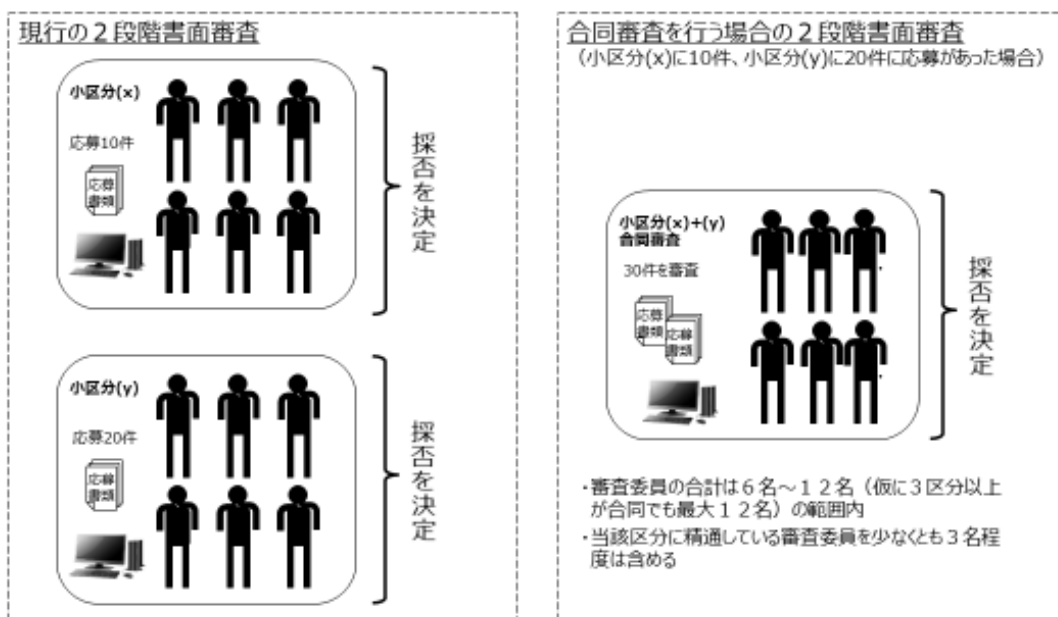 現行の２段階書面審査
小区分(x)
応募10件
応募
書類
採否を決定
小区分(y)
応募20件
応募
書類
採否を決定
合同審査を行う場合の２段階書面審査
（小区分(x)に10件、小区分(y)に20件に応募があった場合）
小区分(x)+(y)
合同審査
30件を審査
応募
書類
応募
書類
採否を決定
・審査委員の合計は６名～１２名（仮に３区分以上
が合同でも最大１２名）の範囲内
・当該区分に精通している審査委員を少なくとも３名程
度は含める